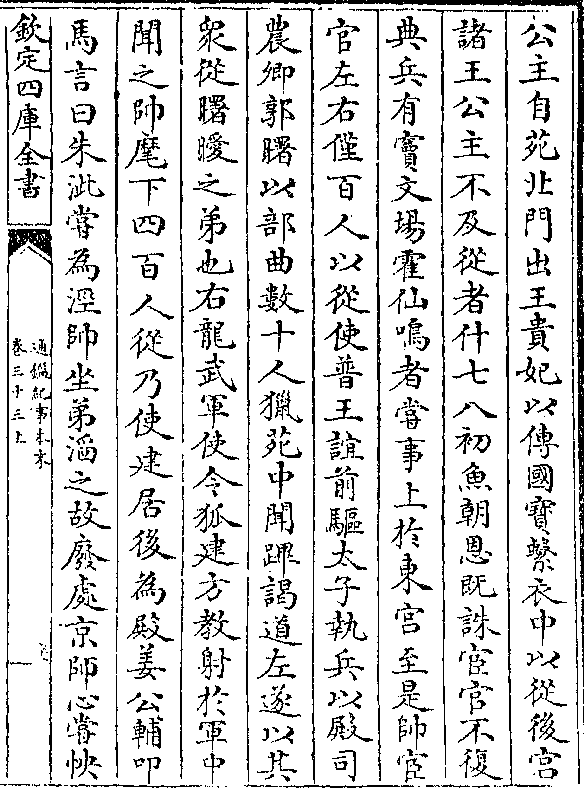 公主自苑北門出王貴妃以傳國寳繫衣中以從後宫
諸王公主不及從者什七八初魚朝恩既誅宦官不復
典兵有竇文場霍仙鳴者嘗事上於東宫至是帥宦
官左右僅百人以從使普王誼前驅太子執兵以殿司
農卿郭曙以部曲數十人獵苑中聞蹕謁道左遂以其
衆從曙曖之弟也右龍武軍使令狐建方教射於軍中
聞之帥麾下四百人從乃使建居後為殿姜公輔叩
馬言曰朱泚嘗為涇帥坐弟滔之故廢處京師心嘗怏
欽定四庫全書
通鑑紀事本末
卷三十三上